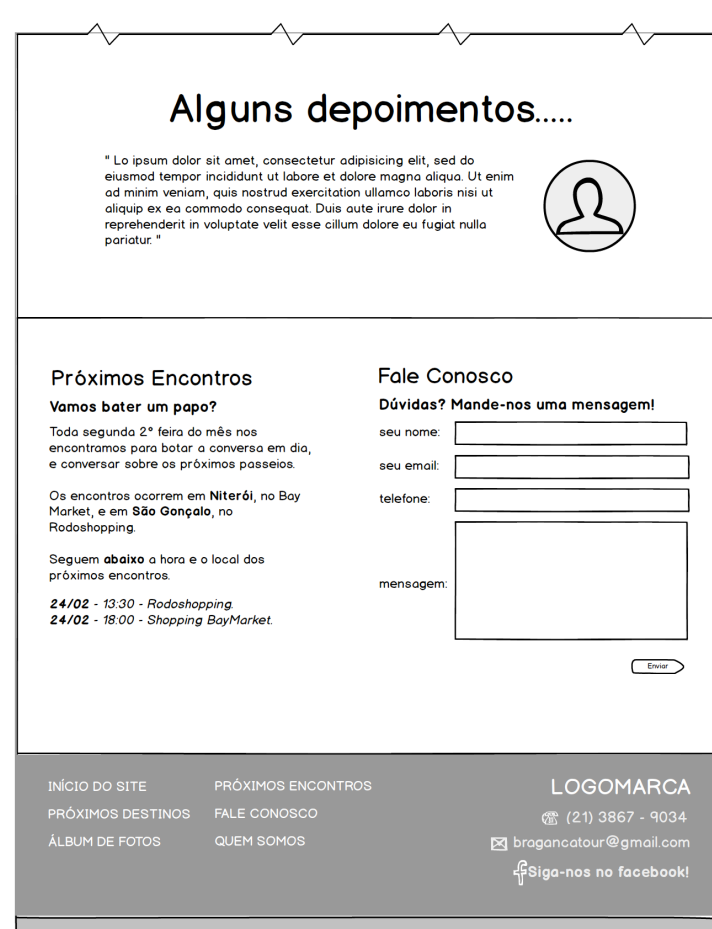 Alguns depoimentos.....
" Lo ipsum dolor sit amet, consectetur adipisicing elit, sed do
eiusmod tempor incididunt ut labore et dolore magna aliqua. Ut enim
ad minim veniam, quis nostrud exercitation ullamco laboris nisi ut
aliquip ex ea commodo consequat. Duis aute irure dolor in
reprehenderit in voluptate velit esse cillum dolore eu fugiat nulla
pariatur. "
Próximos Encontros
Vamos bater um papo?
Toda segunda 2° feira do mês nos
encontramos para botar a conversa em dia,
e conversar sobre os próximos passeios.
Os encontros ocorrem em Niterói, no Bay
Market, e em São Gonçalo, no
Rodoshopping.
Seguem abaixo a hora e o local dos
próximos encontros.
24/02 - 13:30 - Rodoshopping.
24/02 - 18:00 - Shopping BayMarket.
Fale Conosco
Dúvidas? Mande-nos uma mensagem!
seu nome:
seu email:
telefone:
mensagem:
Enviar
INÍCIO DO SITE
PRÓXIMOS DESTINOS
ÁLBUM DE FOTOS
PRÓXIMOS ENCONTROS
FALE CONOSCO
QUEM SOMOS
LOGOMARCA
(21) 3867 - 9034
bragancatour@gmail.com
Siga-nos no facebook!